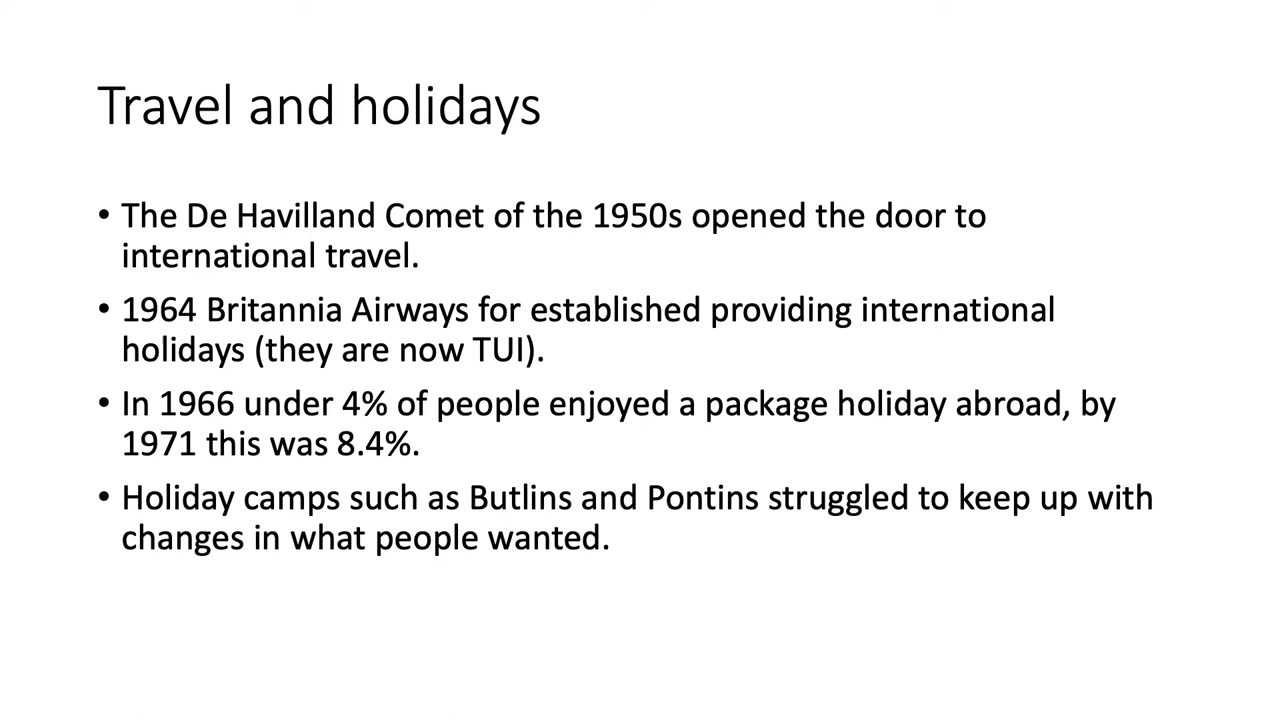 Travel and holidays
• The De Havilland Comet of the 1950s opened the door to
international travel.
• 1964 Britannia Airways for established providing international
holidays (they are now TUI).
• In 1966 under 4% of people enjoyed a package holiday abroad, by
1971 this was 8.4%.
• Holiday camps such as Butlins and Pontins struggled to keep up with
changes in what people wanted.